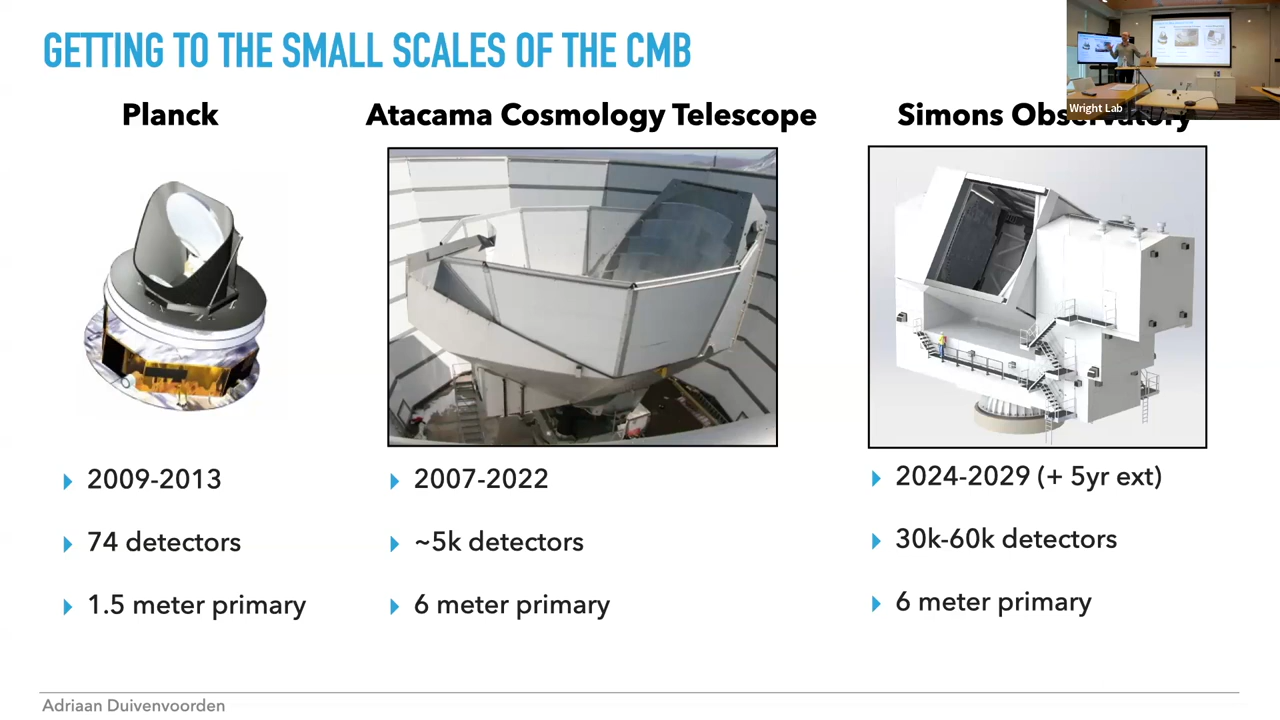 GETTING TO THE SMALL SCALES OF THE CMB
Wright Lab
Planck
Atacama Cosmology Telescope
Simons Observatory
2009-2013
74 detectors
1.5 meter primary
2007-2022
~5k detectors
6 meter primary
2024-2029 (+ 5yr ext)
30k-60k detectors
6 meter primary
Adriaan Duivenvoorden